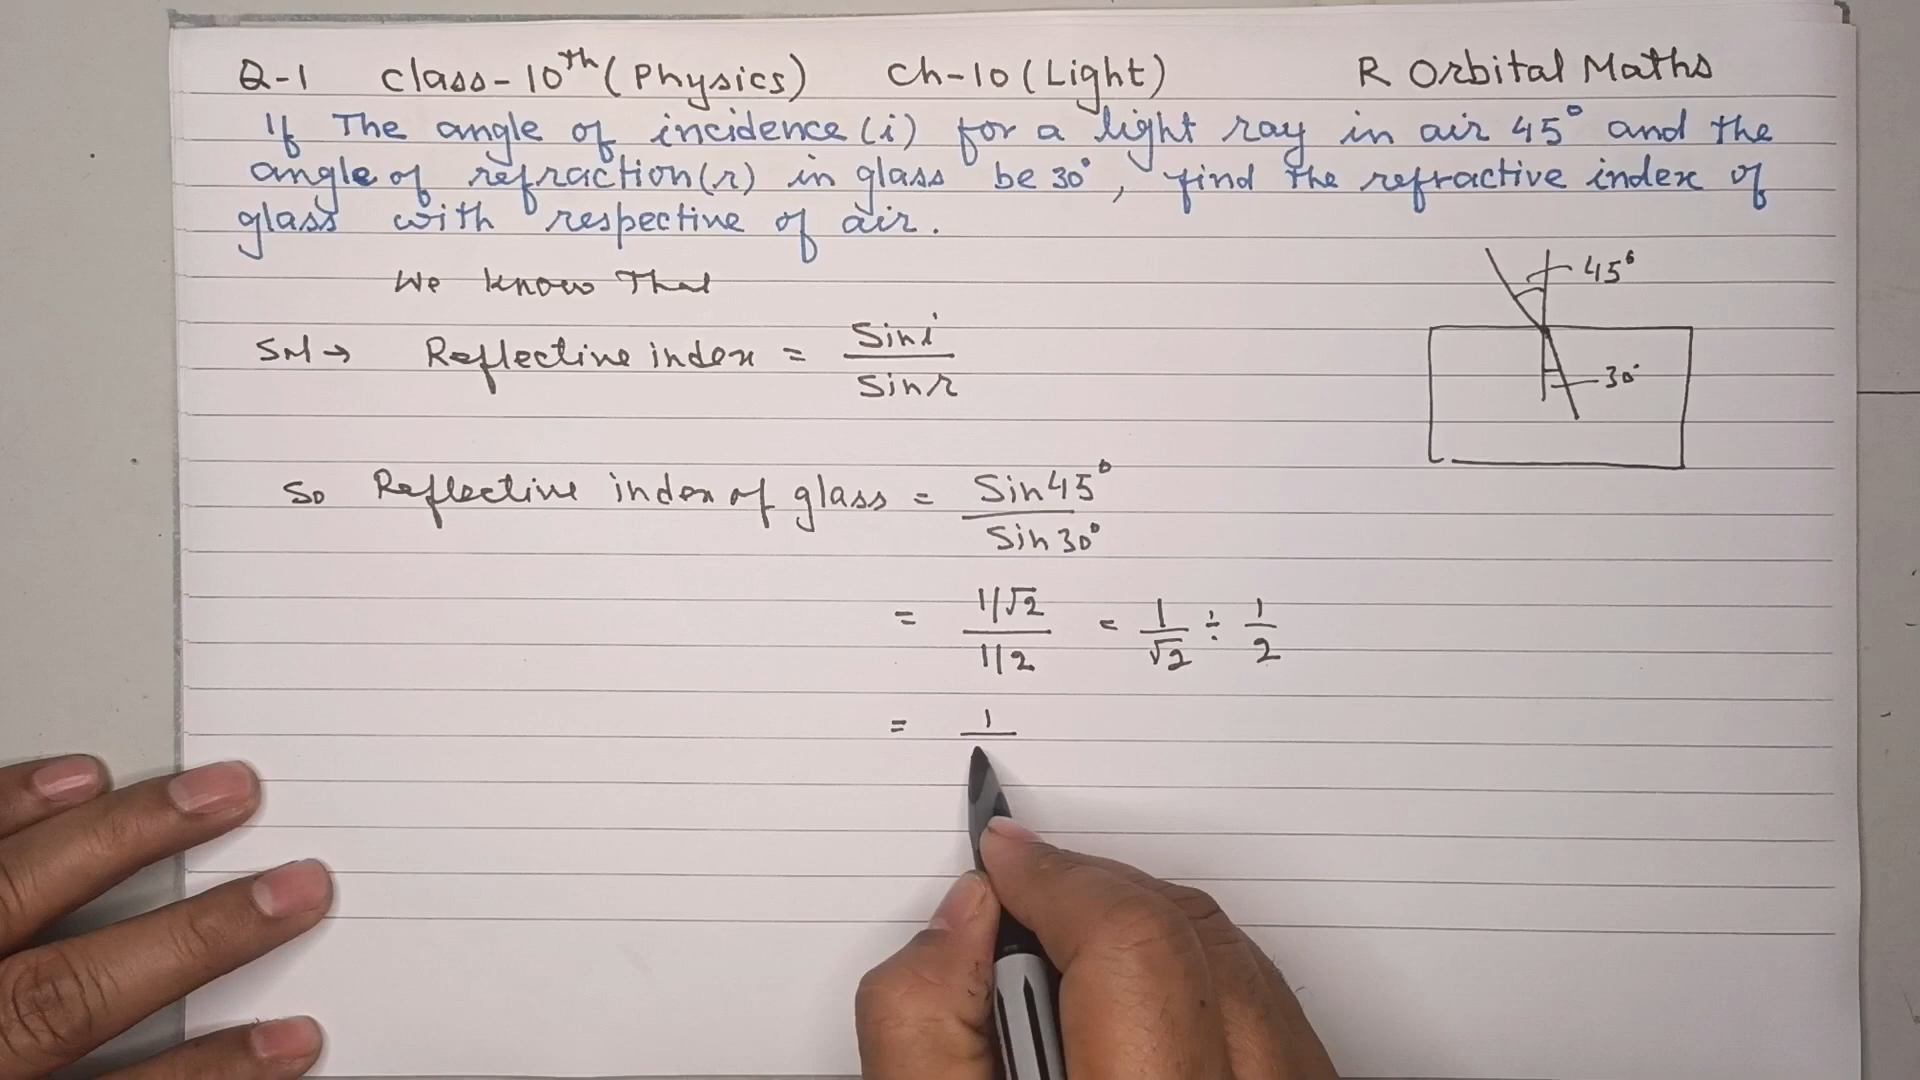 Q-1 Class-10th (Physics) Ch-10 (Light) R Orbital Maths
If The angle of incidence (i) for a light ray in air 45° and the
angle of refraction(r) in glass be 30°, find the refractive index of
glass with respective of air.
We know That
45°
Sol → Reflective index = Sin i / Sin r
30°
So Reflective index of glass = Sin 45° / Sin 30°
= 1/√2 / 1/2 = 1/√2 ÷ 1/2
= 1